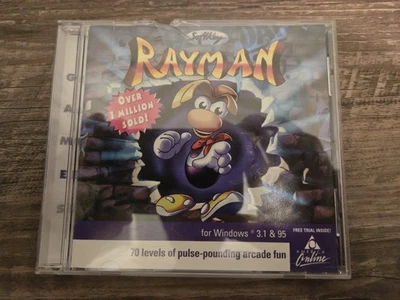 SoftKey
RAYMAN
OVER
1 MILLION
SOLD!
GAMES
for Windows® 3.1 & 95
FREE TRIAL INSIDE!
AMERICA
Online
70 levels of pulse-pounding arcade fun